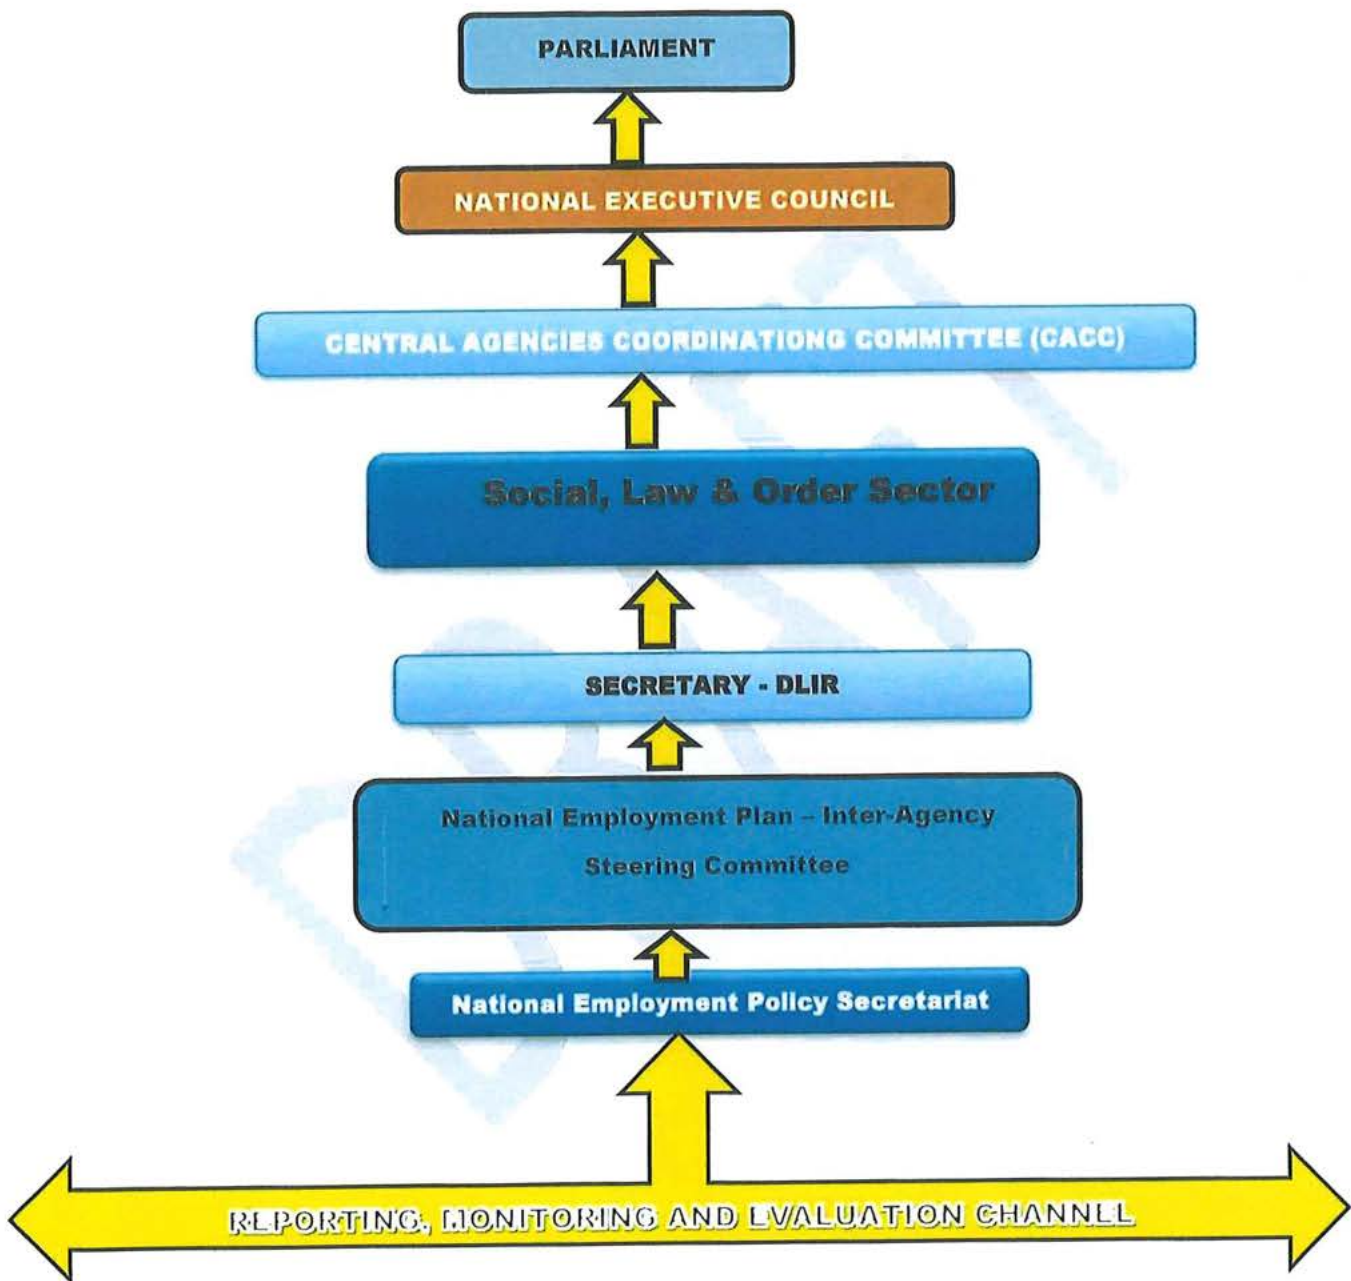 PARLIAMENT
NATIONAL EXECUTIVE COUNCIL
CENTRAL AGENCIES COORDINATIONG COMMITTEE (CACC)
Social, Law & Order Sector
SECRETARY - DLIR
National Employment Plan – Inter-Agency
Steering Committee
National Employment Policy Secretariat
REPORTING, MONITORING AND EVALUATION CHANNEL
DRAFT